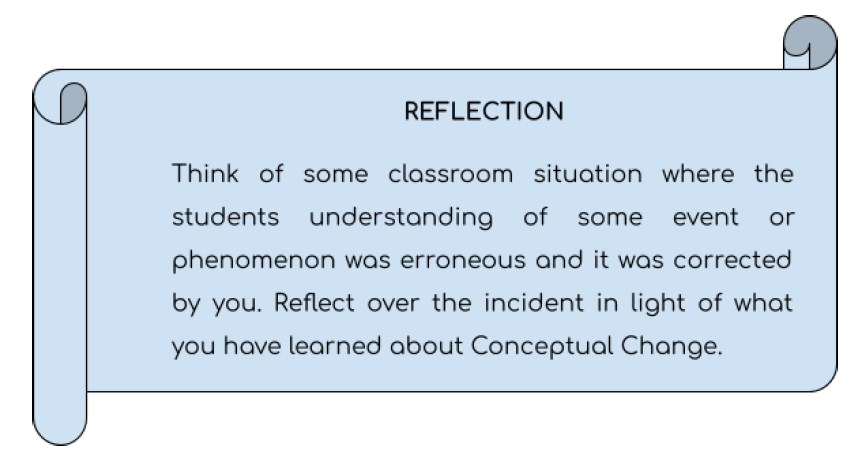 REFLECTION
Think of some classroom situation where the
students understanding of some event or
phenomenon was erroneous and it was corrected
by you. Reflect over the incident in light of what
you have learned about Conceptual Change.